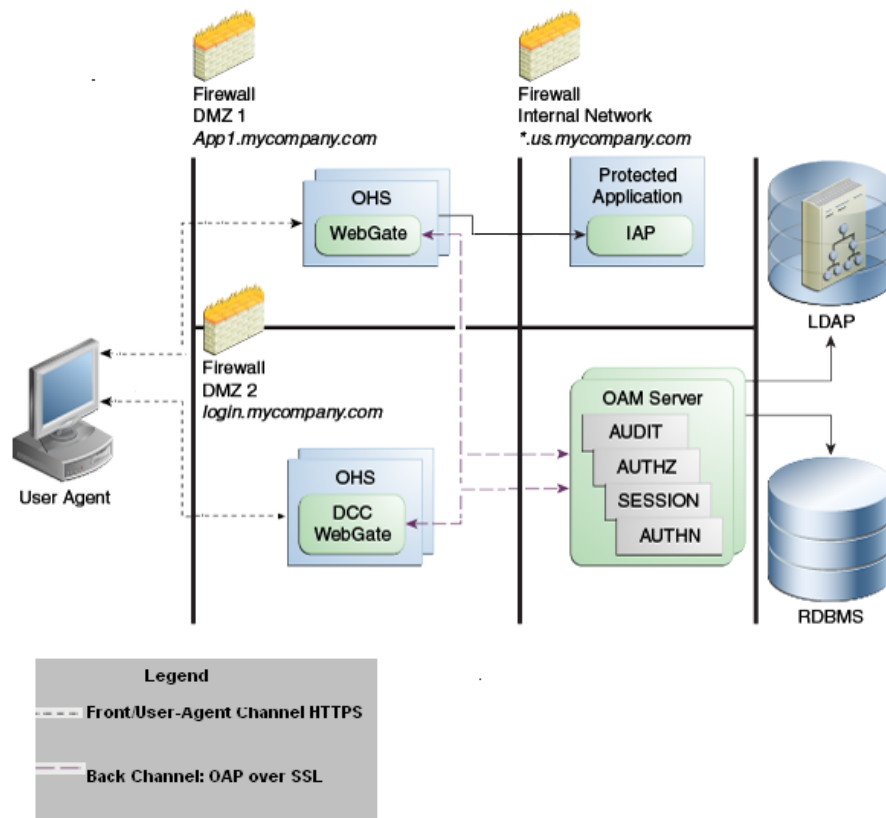 Firewall
DMZ 1
App1.mycompany.com
Firewall
Internal Network
*.us.mycompany.com
OHS
WebGate
Protected
Application
IAP
LDAP
Firewall
DMZ 2
login.mycompany.com
User Agent
OHS
DCC
WebGate
OAM Server
AUDIT
AUTHZ
SESSION
AUTHN
RDBMS
Legend
Front/User-Agent Channel HTTPS
Back Channel: OAP over SSL